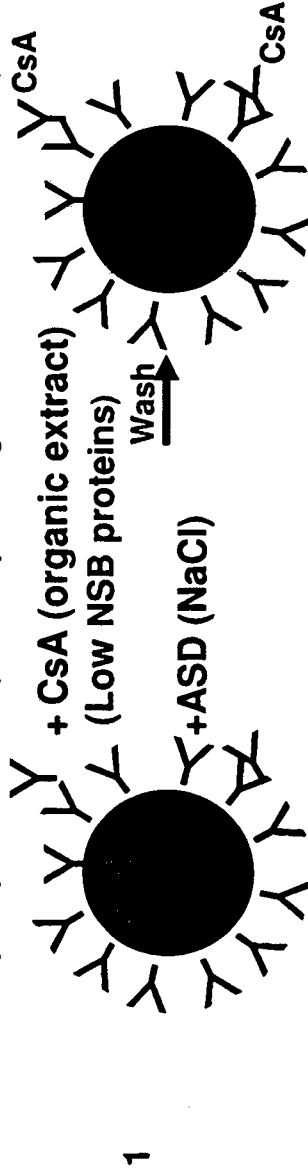 1
+ CsA (organic extract)
(Low NSB proteins)
Wash
+ASD (NaCl)
CsA
CsA